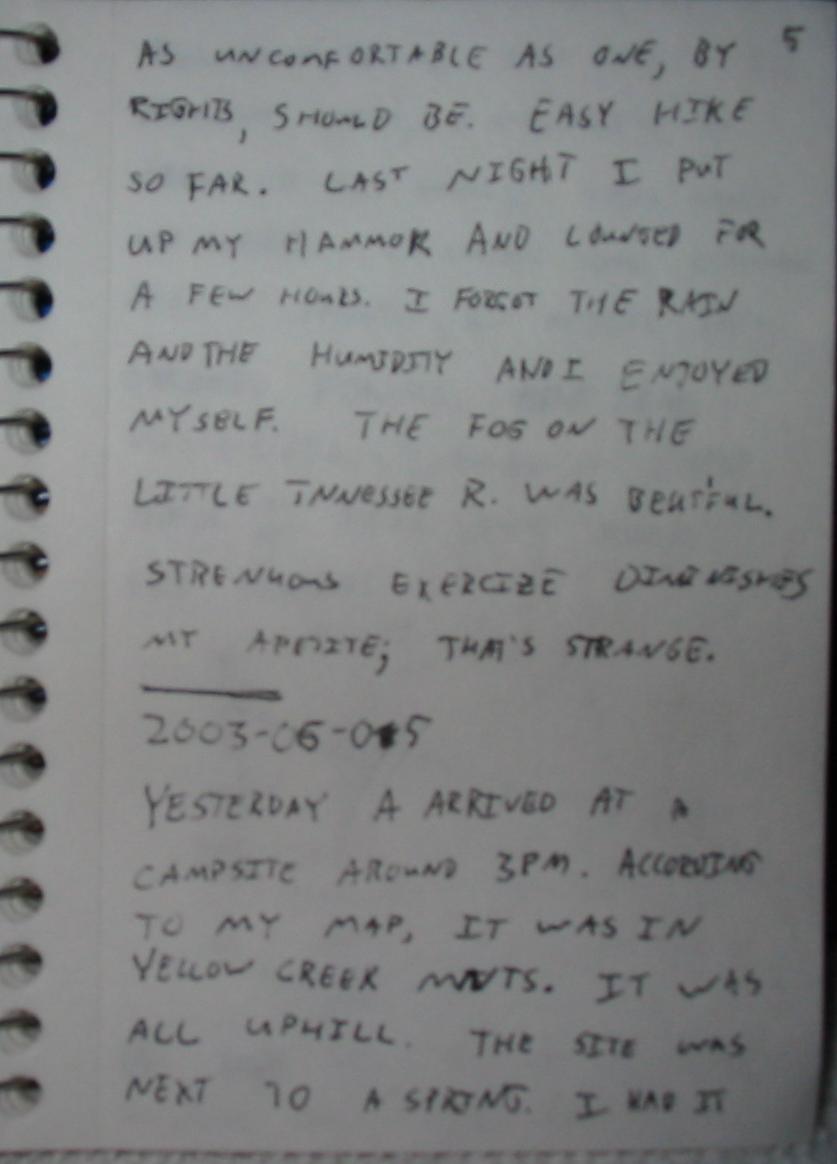 5
AS UNCOMFORTABLE AS ONE, BY
RIGHTS, SHOULD BE. EASY HIKE
SO FAR. LAST NIGHT I PUT
UP MY HAMMOK AND LOUNGED FOR
A FEW HOURS. I FORGOT THE RAIN
AND THE HUMIDITY AND I ENJOYED
MYSELF. THE FOG ON THE
LITTLE TNNESSEE R. WAS BEUTIFUL.
STRENUOUS EXERCIZE DIMINISHES
MY APETITE; THAT'S STRANGE.
2003-06-05
YESTERDAY A ARRIVED AT A
CAMPSITE AROUND 3PM. ACCORDING
TO MY MAP, IT WAS IN
YELLOW CREEK MNTS. IT WAS
ALL UPHILL. THE SITE WAS
NEXT TO A SPRING. I HAD IT